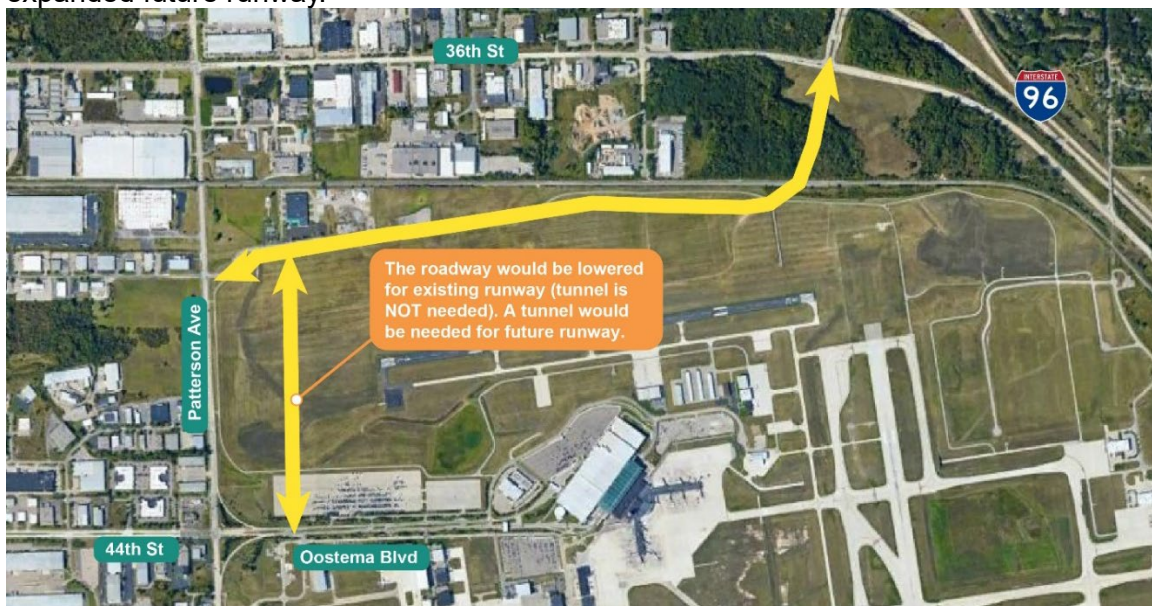 expanded future runway.
36th St
INTERSTATE
96
The roadway would be lowered
for existing runway (tunnel is
NOT needed). A tunnel would
be needed for future runway.
Patterson Ave
44th St
Oostema Blvd